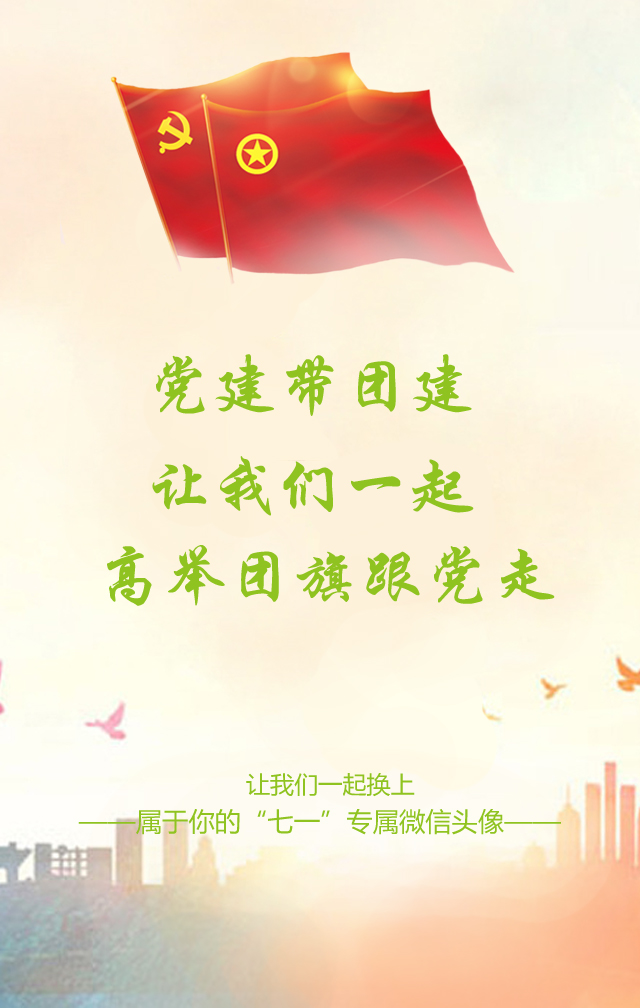 党建带团建
让我们一起
高举团旗跟党走
让我们一起换上
——属于你的“七一”专属微信头像——